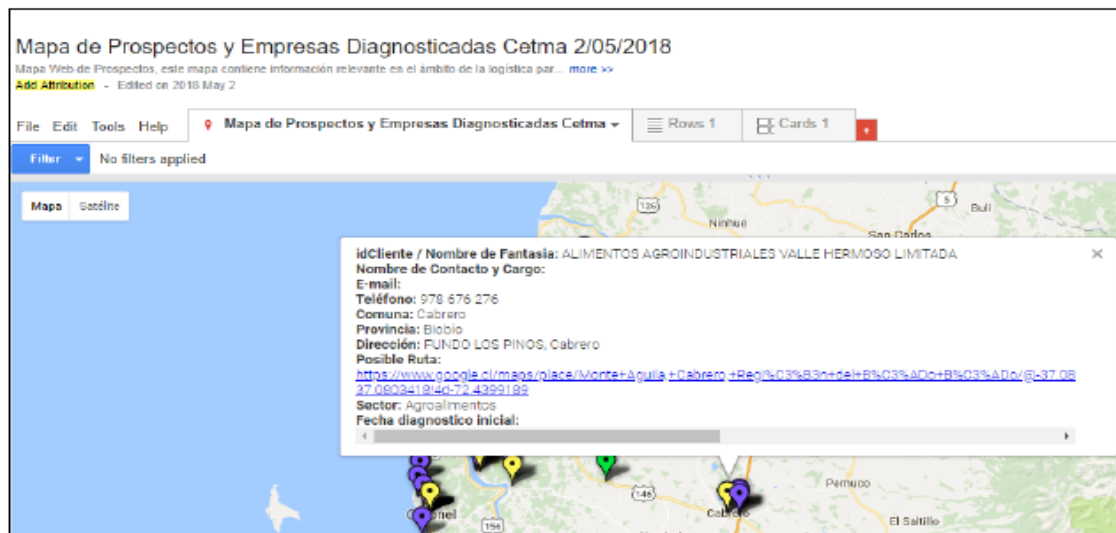 Mapa de Prospectos y Empresas Diagnosticadas Cetma 2/05/2018
Mapa Web de Prospectos, este mapa contiene información relevante en el ámbito de la logística par... more >>
Add Attribution - Edited on 2018 May 2
File Edit Tools Help Mapa de Prospectos y Empresas Diagnosticadas Cetma Rows 1 Cards 1 +
Filter No filters applied
Mapa Satélite
126
5
Buli
Ninhue
San Carlos
idCliente / Nombre de Fantasia: ALIMENTOS AGROINDUSTRIALES VALLE HERMOSO LIMITADA
Nombre de Contacto y Cargo:
E-mail:
Teléfono: 978 676 276
Comuna: Cabrero
Provincia: Biobío
Dirección: FUNDO LOS PINOS, Cabrero
Posible Ruta:
https://www.google.cl/maps/place/Monte+Aguila,+Cabrero,+Regi%C3%B3n+del+B%C3%ADo+B%C3%ADo/@-37.08
37.0803418!4d-72.4399189
Sector: Agroalimentos
Fecha diagnostico inicial:
146
Pemuco
Cabrero
El Saltillo
156